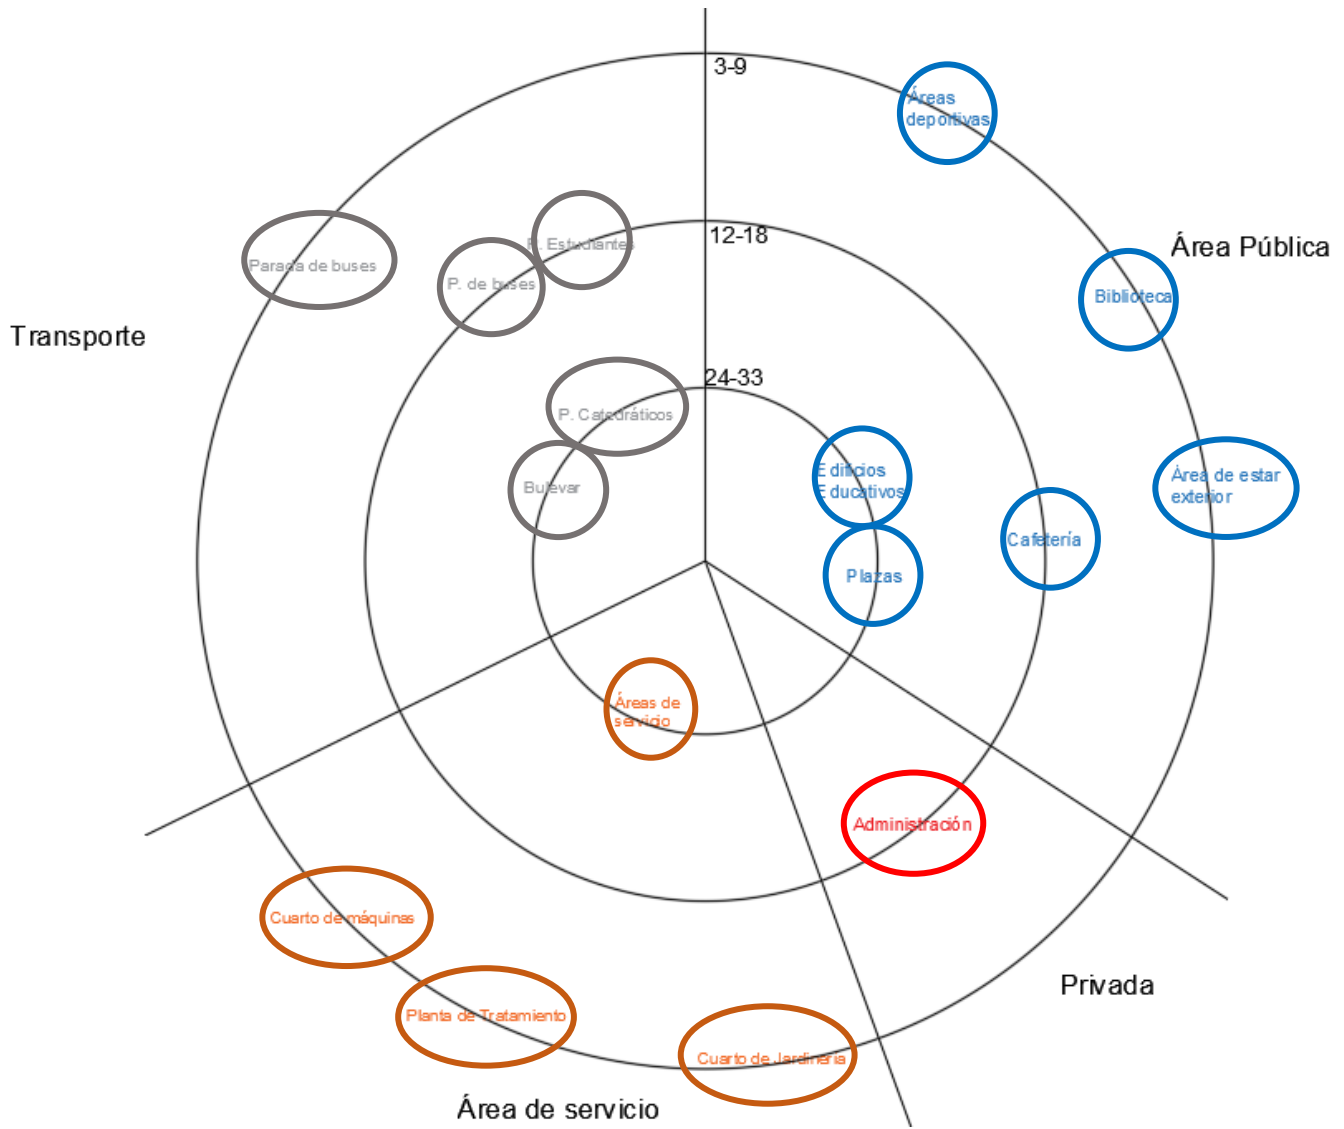 3-9
Áreas
deportivas
12-18
P. Estudiantes
Área Pública
Parada de buses
P. de buses
Biblioteca
Transporte
24-33
P. Catedráticos
Edificios
Educativos
Área de estar
exterior
Bulevar
Cafetería
Plazas
Áreas de
servicio
Administración
Cuarto de máquinas
Privada
Planta de Tratamiento
Cuarto de Jardineria
Área de servicio